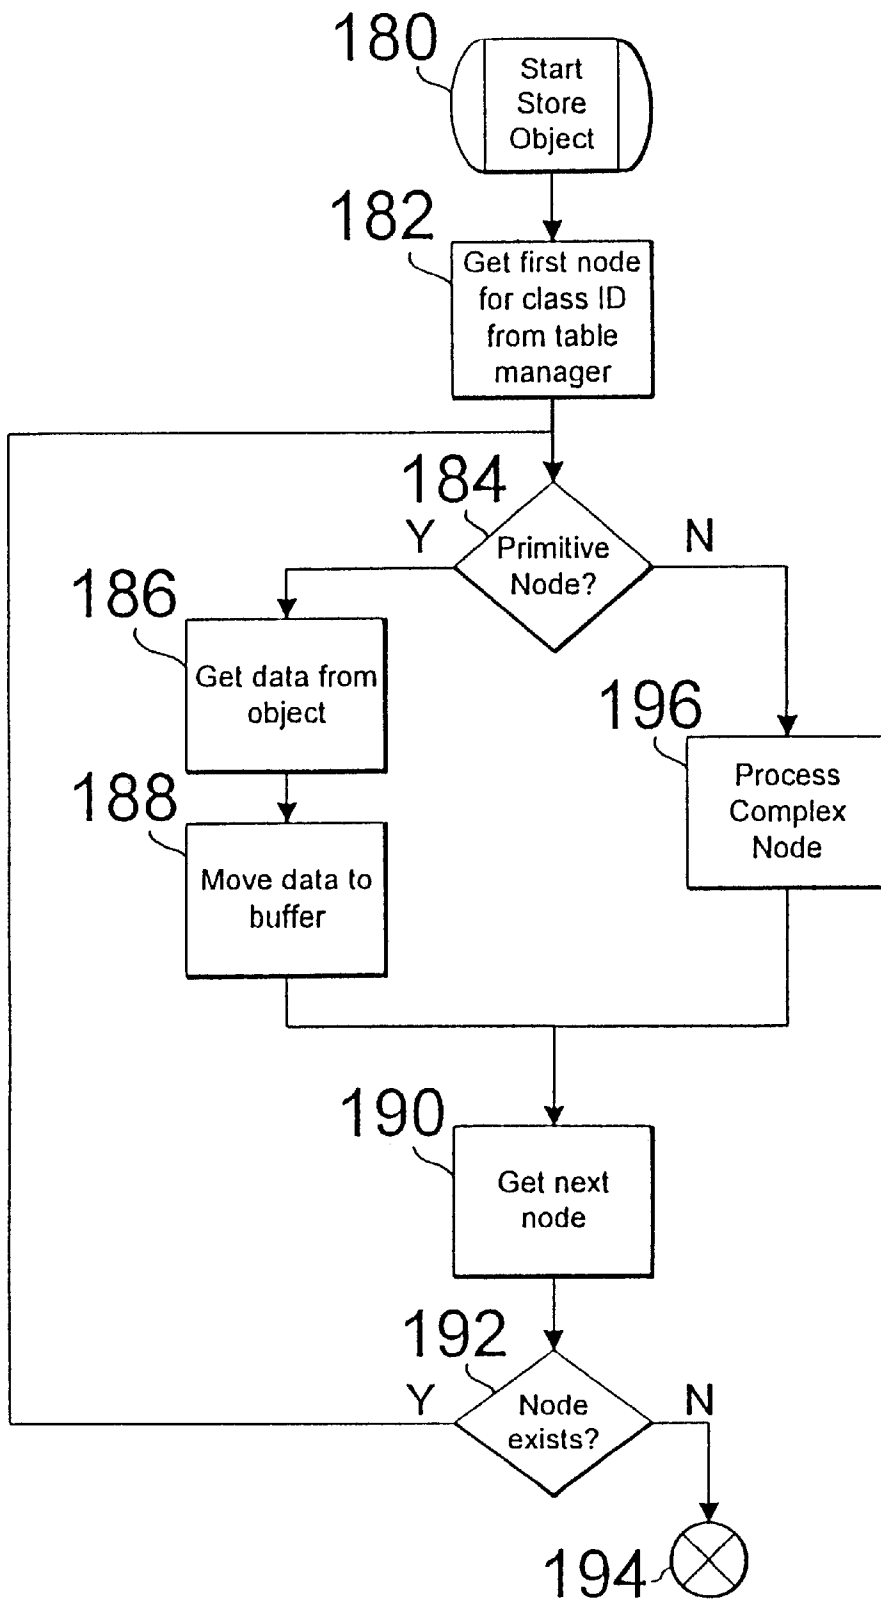 180
Start
Store
Object
182
Get first node
for class ID
from table
manager
184
Y
N
Primitive
Node?
186
Get data from
object
196
Process
Complex
Node
188
Move data to
buffer
190
Get next
node
192
Y
N
Node
exists?
194